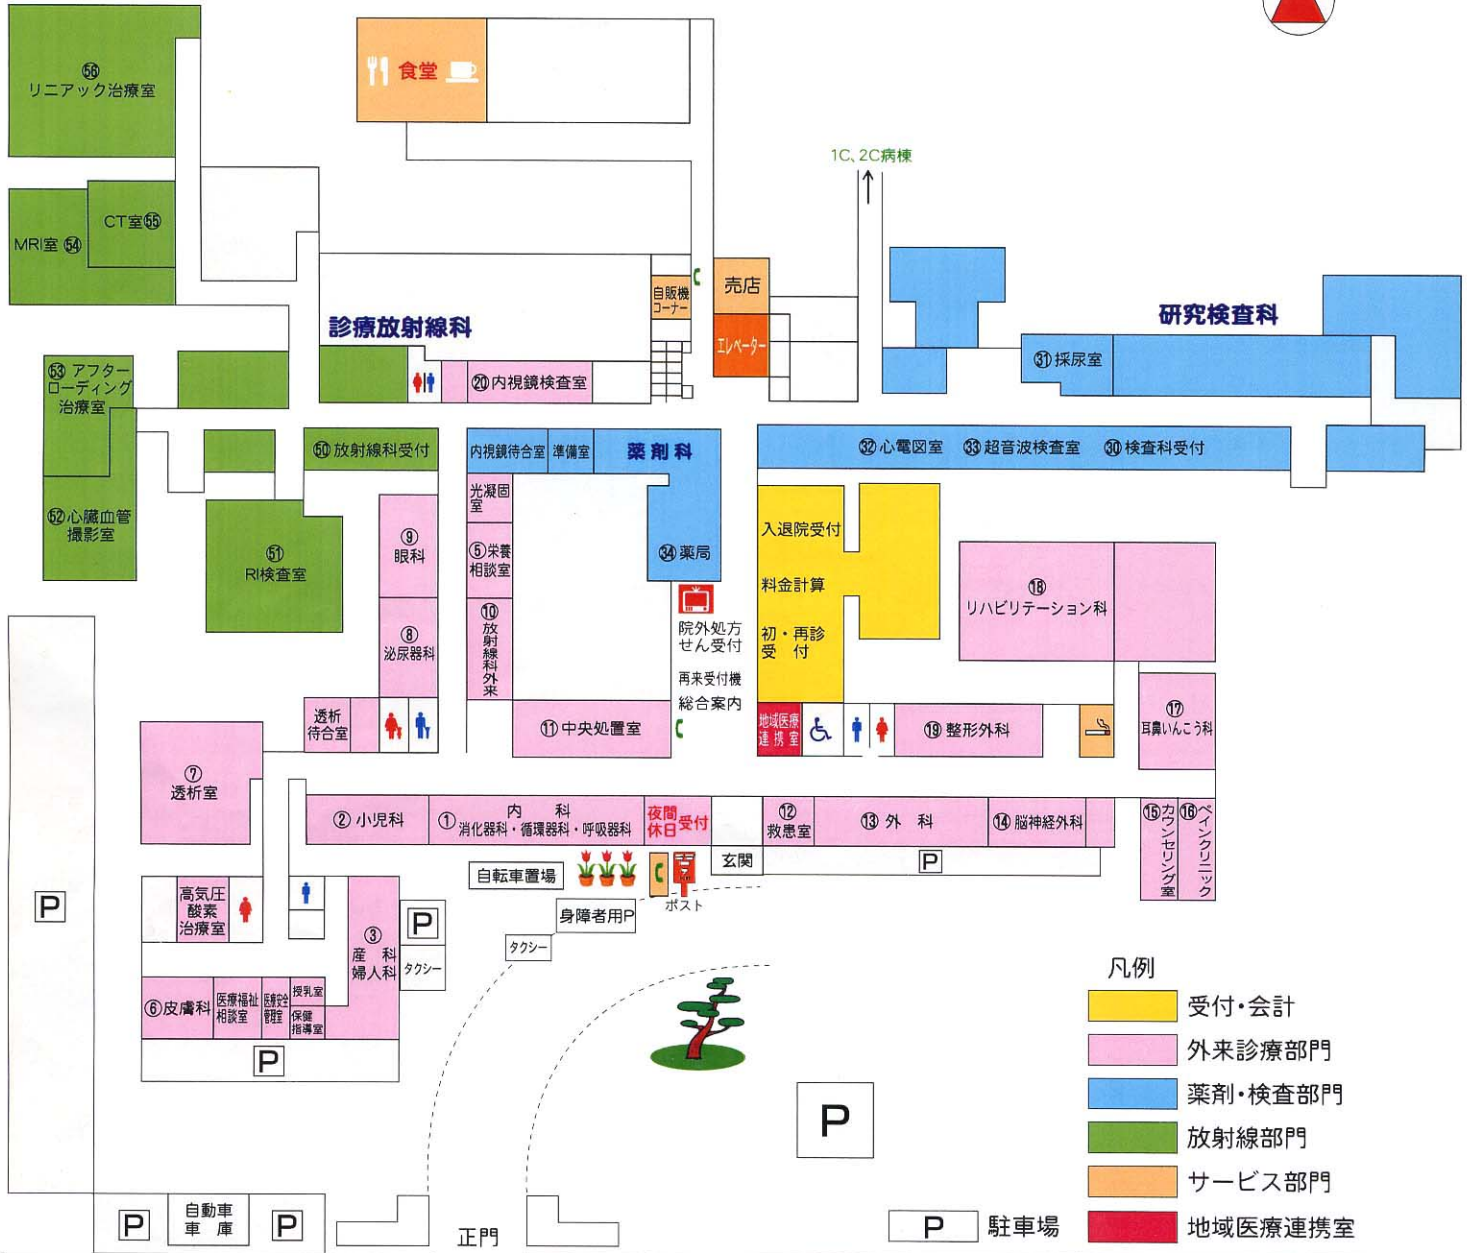 ㊶
リニアック治療室
食堂
1C、2C病棟
CT室㊺
MRI室㊹
自販機
コーナー
売店
エレベーター
診療放射線科
研究検査科
㊳アフター
ローディング
治療室
⑳内視鏡検査室
㉛採尿室
㊿放射線科受付
内視鏡待合室
準備室
薬剤科
㉜心電図室
㉝超音波検査室
㉚検査科受付
光凝固
室
⑨
眼科
㊷心臓血管
撮影室
㊶
RI検査室
⑤栄養
相談室
㉞薬局
入退院受付
料金計算
初・再診
受付
⑱
リハビリテーション科
⑧
泌尿器科
⑩
放射線科外来
院外処方
せん受付
再来受付機
総合案内
透析
待合室
⑪中央処置室
地域医療
連携室
⑲整形外科
⑰
耳鼻いんこう科
⑦
透析室
②小児科
①
内科
消化器科・循環器科・呼吸器科
夜間
休日
受付
⑫
救患室
⑬外科
⑭脳神経外科
⑮カウンセリング室
⑯ペインクリニック
玄関
P
自転車置場
ポスト
身障者用P
タクシー
P
高気圧
酸素
治療室
③
産科
婦人科
P
タクシー
⑥皮膚科
医療福祉
相談室
医療安全
管理室
授乳室
保健
指導室
P
P
凡例
受付・会計
外来診療部門
薬剤・検査部門
放射線部門
サービス部門
地域医療連携室
P
駐車場
P
自動車
車庫
P
正門